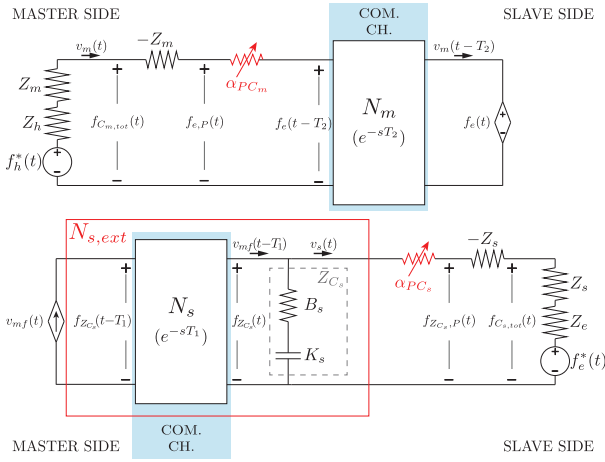 MASTER SIDE
COM.
CH.
SLAVE SIDE
v_m(t)
−Z_m
α_{PC_m}
v_m(t−T_2)
Z_m
Z_h
f_h^*(t)
f_{C_m,tot}(t)
f_{e,P}(t)
f_e(t−T_2)
N_m
(e^{-sT_2})
f_e(t)
N_{s,ext}
v_{mf}(t−T_1)
v_s(t)
−Z_s
α_{PC_s}
Z_{C_s}
v_{mf}(t)
f_{Z_{C_s}}(t−T_1)
N_s
(e^{-sT_1})
f_{Z_{C_s}}(t)
B_s
K_s
f_{Z_{C_s},P}(t)
f_{C_s,tot}(t)
Z_s
Z_e
f_e^*(t)
MASTER SIDE
COM.
CH.
SLAVE SIDE